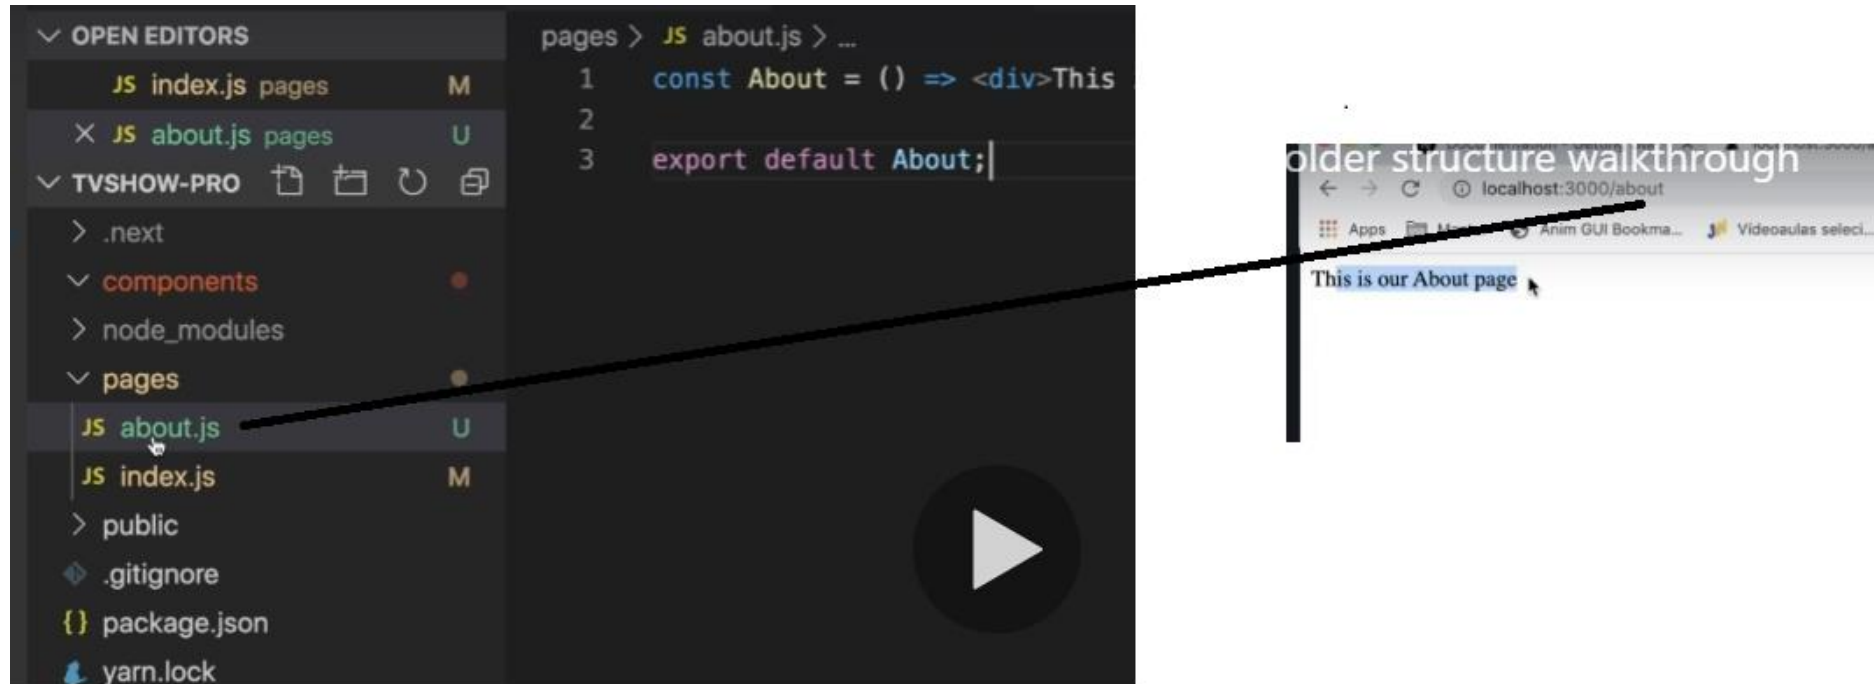 OPEN EDITORS
JS index.js pages M
JS about.js pages U
TVSHOW-PRO
.next
components
node_modules
pages
JS about.js U
JS index.js M
public
.gitignore
{} package.json
yarn.lock
pages > JS about.js > ...
1 const About = () => <div>This
2
3 export default About;
older structure walkthrough
localhost:3000/about
Apps Anim GUI Bookma... Videoaulas seleci...
This is our About page